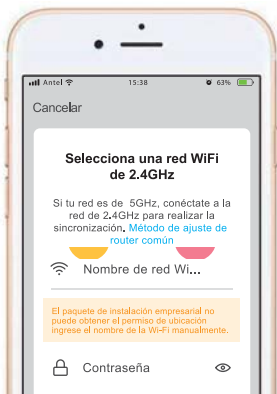 Antel 15:38 63%
Cancelar
Selecciona una red WiFi
de 2.4GHz
Si tu red es de 5GHz, conéctate a la
red de 2.4GHz para realizar la
sincronización. Método de ajuste de
router común
Nombre de red Wi...
El paquete de instalación empresarial no
puede obtener el permiso de ubicación
ingrese el nombre de la Wi-Fi manualmente.
Contraseña